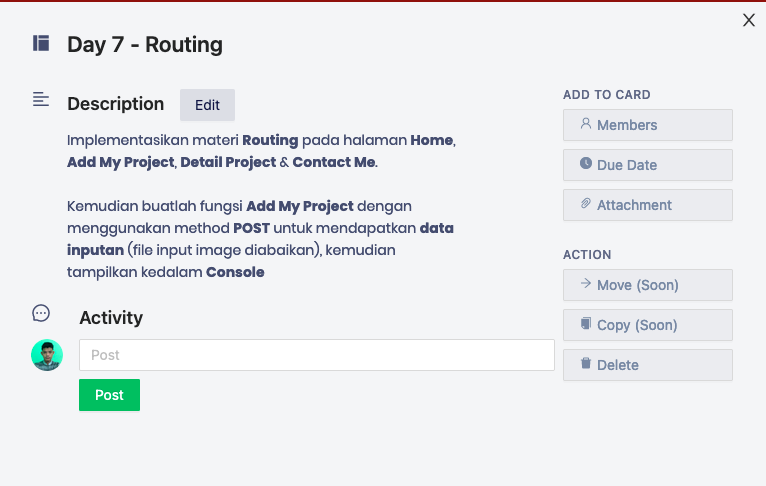 X
Day 7 - Routing
Description
Edit
Implementasikan materi Routing pada halaman Home,
Add My Project, Detail Project & Contact Me.
Kemudian buatlah fungsi Add My Project dengan
menggunakan method POST untuk mendapatkan data
inputan (file input image diabaikan), kemudian
tampilkan kedalam Console
Activity
Post
Post
ADD TO CARD
Members
Due Date
Attachment
ACTION
Move (Soon)
Copy (Soon)
Delete